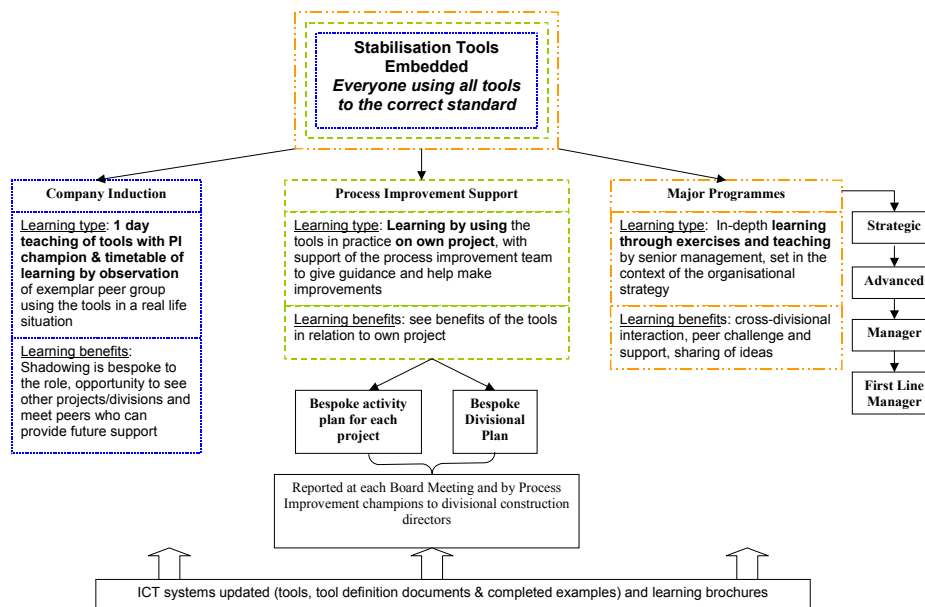 Stabilisation Tools
Embedded
Everyone using all tools
to the correct standard
Company Induction
Learning type: 1 day
teaching of tools with PI
champion & timetable of
learning by observation
of exemplar peer group
using the tools in a real life
situation
Learning benefits:
Shadowing is bespoke to
the role, opportunity to see
other projects/divisions and
meet peers who can
provide future support
Process Improvement Support
Learning type: Learning by using the
tools in practice on own project, with
support of the process improvement team
to give guidance and help make
improvements
Learning benefits: see benefits of the tools
in relation to own project
Bespoke activity
plan for each
project
Bespoke
Divisional
Plan
Reported at each Board Meeting and by Process
Improvement champions to divisional construction
directors
Major Programmes
Learning type: In-depth learning
through exercises and teaching
by senior management, set in the
context of the organisational
strategy
Learning benefits: cross-divisional
interaction, peer challenge and
support, sharing of ideas
Strategic
Advanced
Manager
First Line
Manager
ICT systems updated (tools, tool definition documents & completed examples) and learning brochures